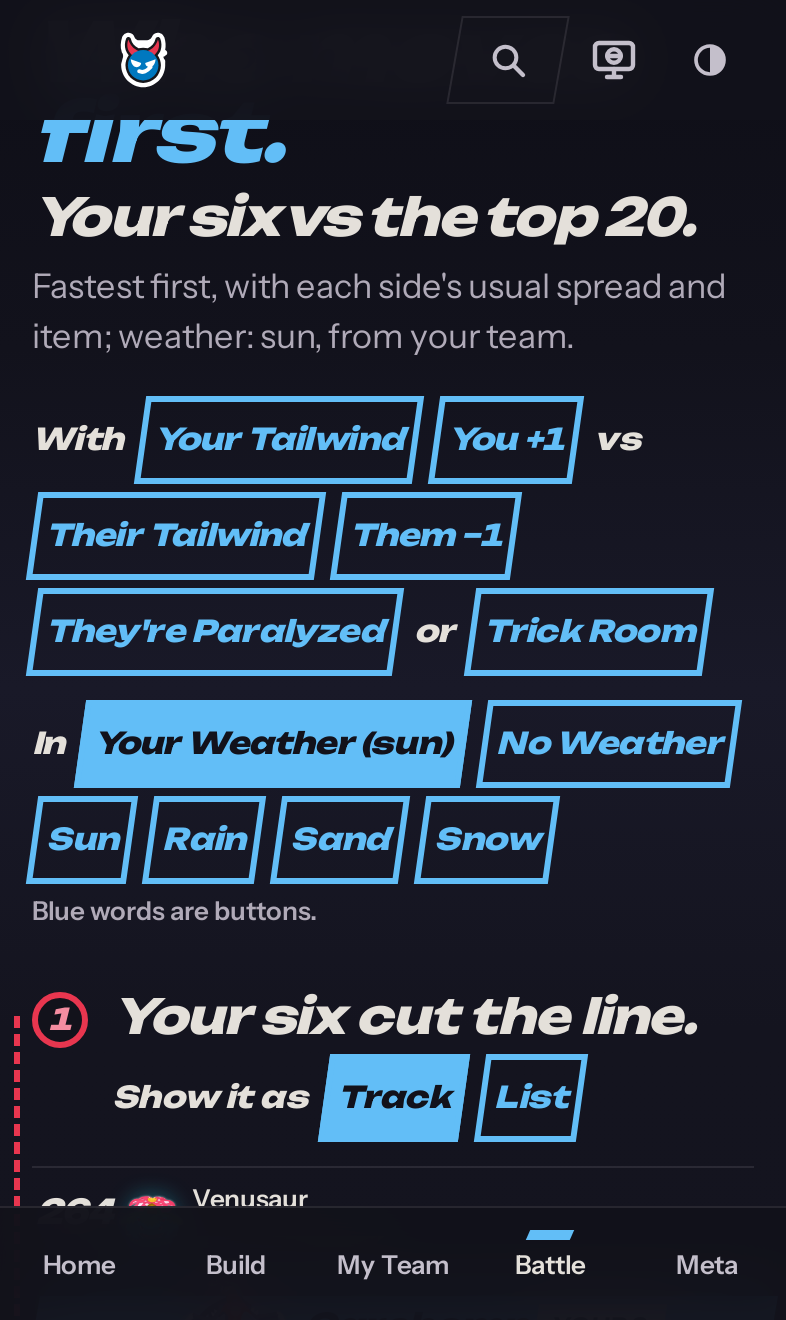 first.
Your six vs the top 20.
Fastest first, with each side's usual spread and
item; weather: sun, from your team.
With Your Tailwind You +1 vs
Their Tailwind Them −1
They're Paralyzed or Trick Room
In Your Weather (sun) No Weather
Sun Rain Sand Snow
Blue words are buttons.
1 Your six cut the line.
Show it as Track List
Venusaur
Home Build My Team Battle Meta